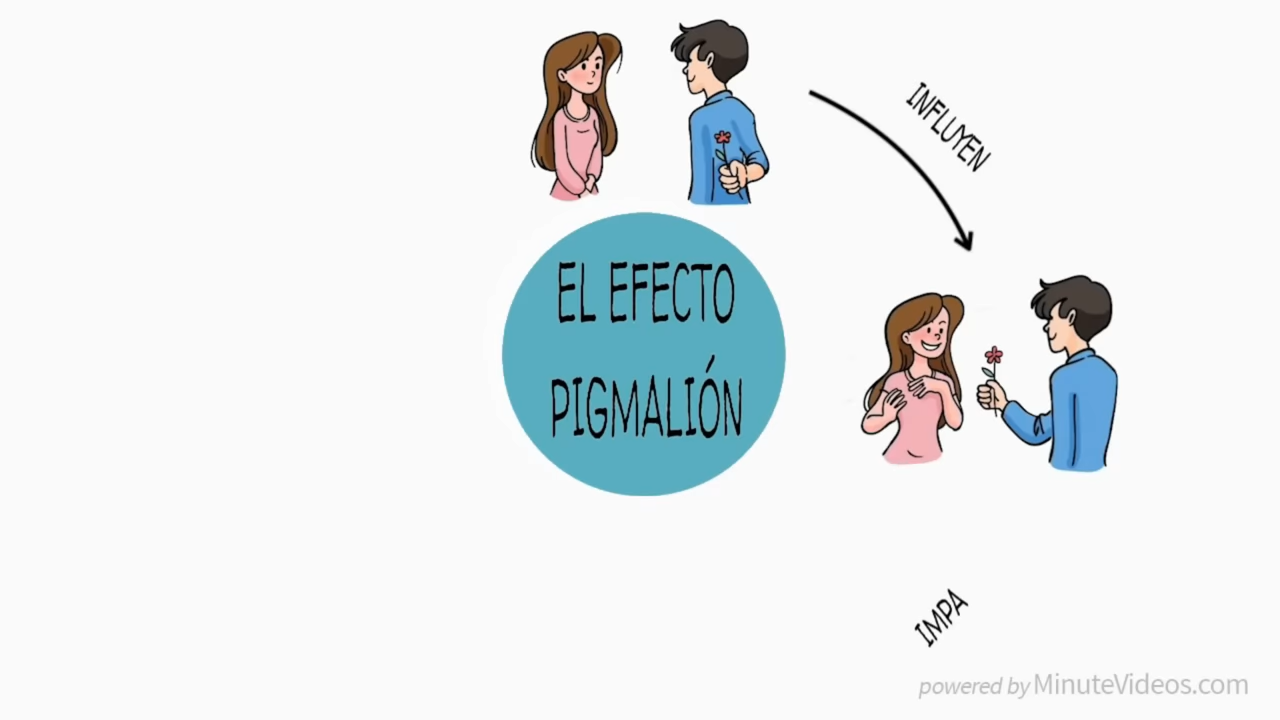 INFLUYEN
EL EFECTO
PIGMALIÓN
IMPA
powered by MinuteVideos.com